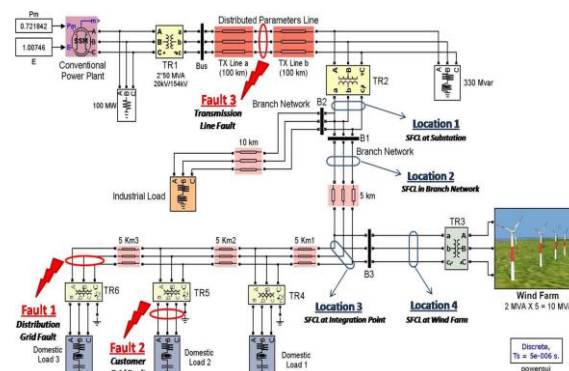 Pm
0.721842
1.00746
E
Pm
m
E
SSM
A
B
C
Conventional
Power Plant
A B C
100 MW
TR1
2*50 MVA
20kV/154kV
Bus
Distributed Parameters Line
TX Line a
(100 km)
TX Line b
(100 km)
Fault 3
Transmission
Line Fault
TR2
A B C
330 Mvar
Branch Network
B2
Location 1
SFCL at Substation
B1
Branch Network
Location 2
SFCL in Branch Network
10 km
Industrial Load
5 km
5 Km3
5 Km2
5 Km1
B3
TR3
Wind Farm
2 MVA X 5 = 10 MVA
Fault 1
Distribution
Grid Fault
TR6
TR5
TR4
Fault 2
Customer
Location 3
SFCL at Integration Point
Location 4
SFCL at Wind Farm
Domestic
Load 3
Domestic
Load 2
Domestic
Load 1
Discrete,
Ts = 5e-006 s.
powergui